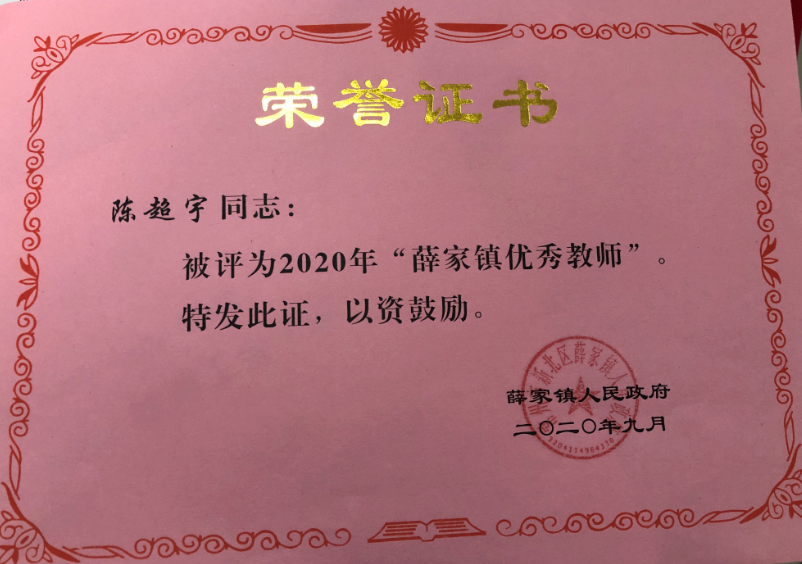 荣誉证书
陈超宇同志：
被评为2020年“薛家镇优秀教师”。
特发此证，以资鼓励。
薛家镇人民政府
二〇二〇年九月